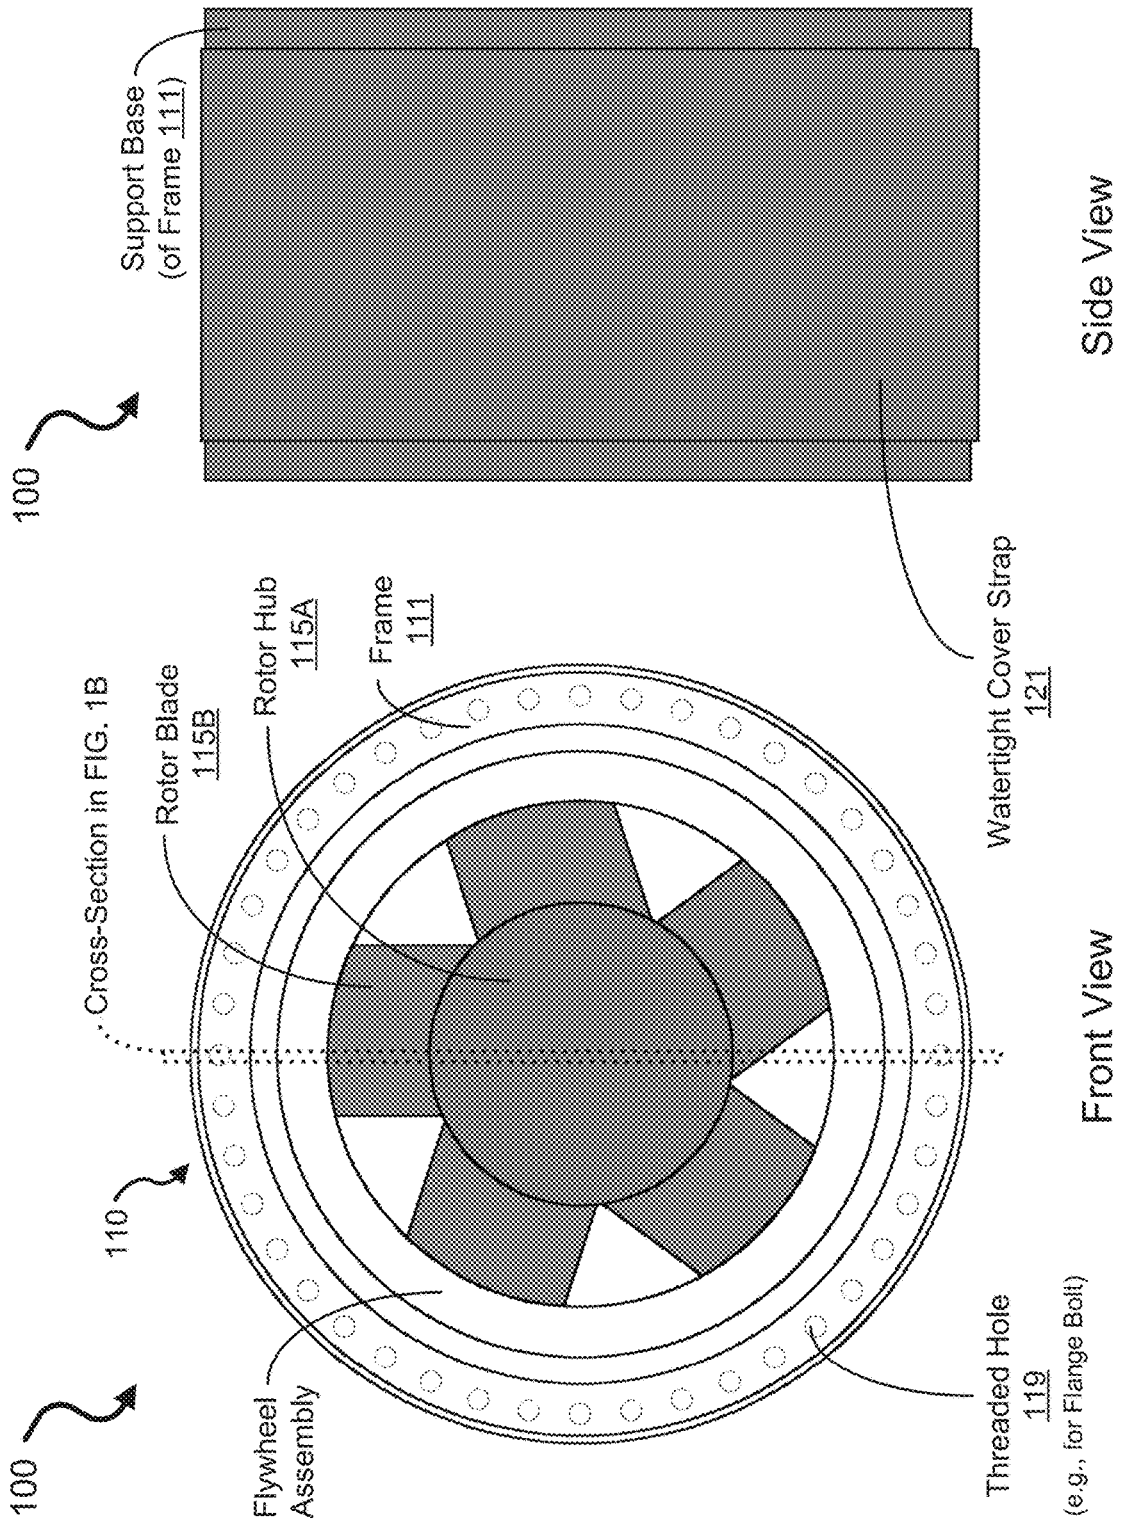 100
110
Cross-Section in FIG. 1B
Rotor Blade
115B
Rotor Hub
115A
Frame
111
Flywheel
Assembly
Threaded Hole
119
(e.g., for Flange Bolt)
Front View
100
Support Base
(of Frame 111)
Watertight Cover Strap
121
Side View